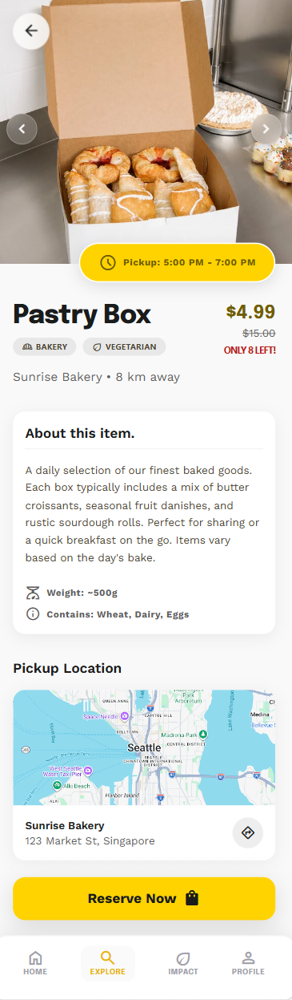 Pickup: 5:00 PM - 7:00 PM
Pastry Box
$4.99
$15.00
BAKERY
VEGETARIAN
ONLY 8 LEFT!
Sunrise Bakery • 8 km away
About this item.
A daily selection of our finest baked goods.
Each box typically includes a mix of butter
croissants, seasonal fruit danishes, and
rustic sourdough rolls. Perfect for sharing or
a quick breakfast on the go. Items vary
based on the day's bake.
Weight: ~500g
Contains: Wheat, Dairy, Eggs
Pickup Location
Washington Park
Arboretum
QUEEN ANNE
Space Needle
CAPITOL HILL
Lake Washington
Medina
Bellevue
BELLTOWN
Madrona Park
Seattle
CENTRAL DISTRICT
SEATTLE
CHINATOWN-INTERNATIONAL
DISTRICT
West Seattle
Water Taxi Pier
Alki Beach
ALKI
Harbor Island
Sunrise Bakery
123 Market St, Singapore
Reserve Now
HOME
EXPLORE
IMPACT
PROFILE